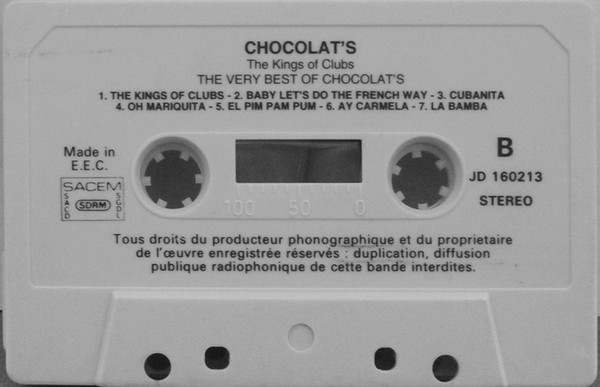 CHOCOLAT'S
The Kings of Clubs
THE VERY BEST OF CHOCOLAT'S
1. THE KINGS OF CLUBS - 2. BABY LET'S DO THE FRENCH WAY - 3. CUBANITA
4. OH MARIQUITA - 5. EL PIM PAM PUM - 6. AY CARMELA - 7. LA BAMBA
Made in
E.E.C.
SACEM
SACD
SDRM
SGDL
B
JD 160213
STEREO
100 50 0
Tous droits du producteur phonographique et du proprietaire
de l'œuvre enregistrée réservés : duplication, diffusion
publique radiophonique de cette bande interdites.